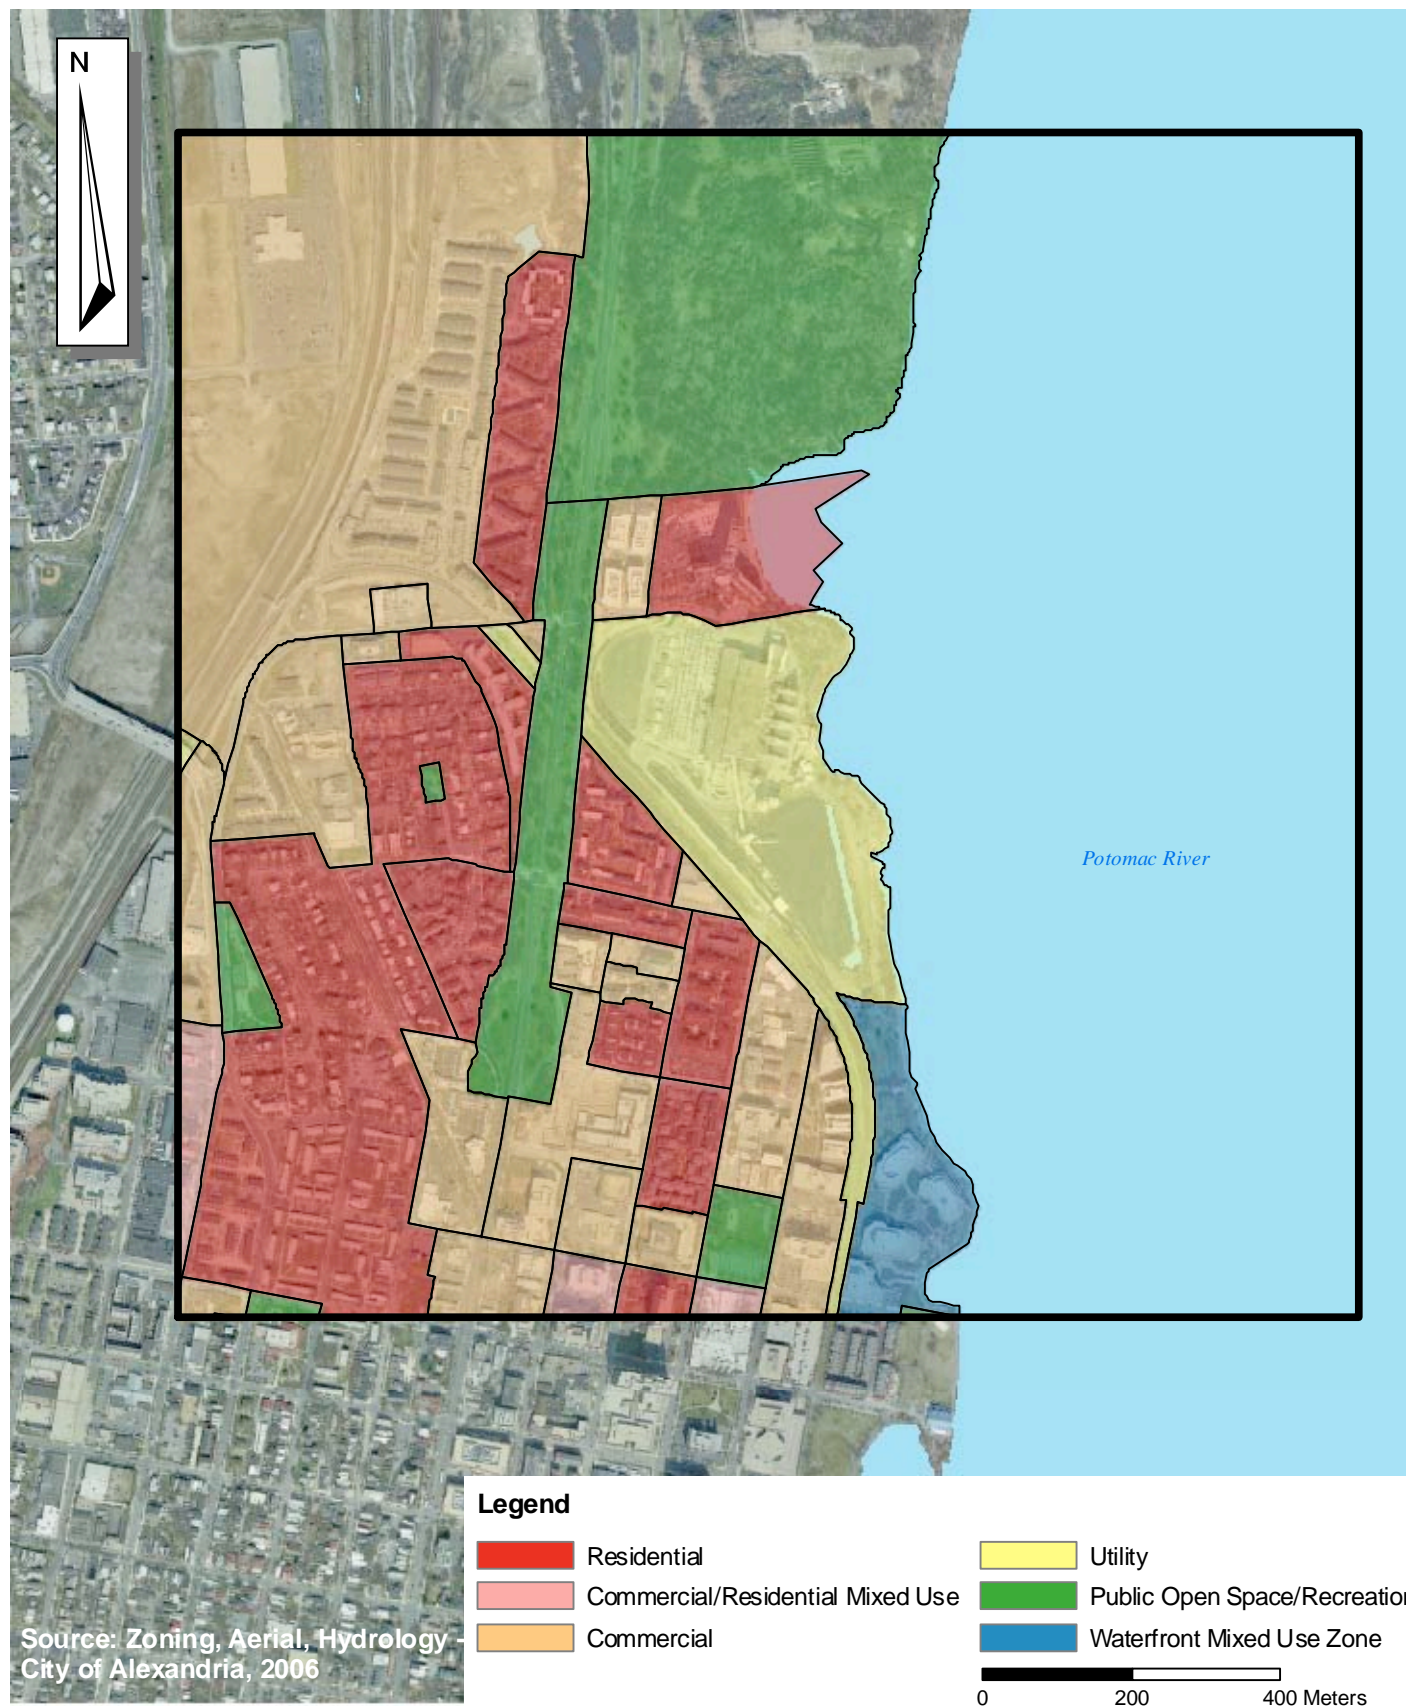 N
Potomac River
Legend
Residential
Commercial/Residential Mixed Use
Commercial
Utility
Public Open Space/Recreation
Waterfront Mixed Use Zone
0 200 400 Meters
Source: Zoning, Aerial, Hydrology -
City of Alexandria, 2006